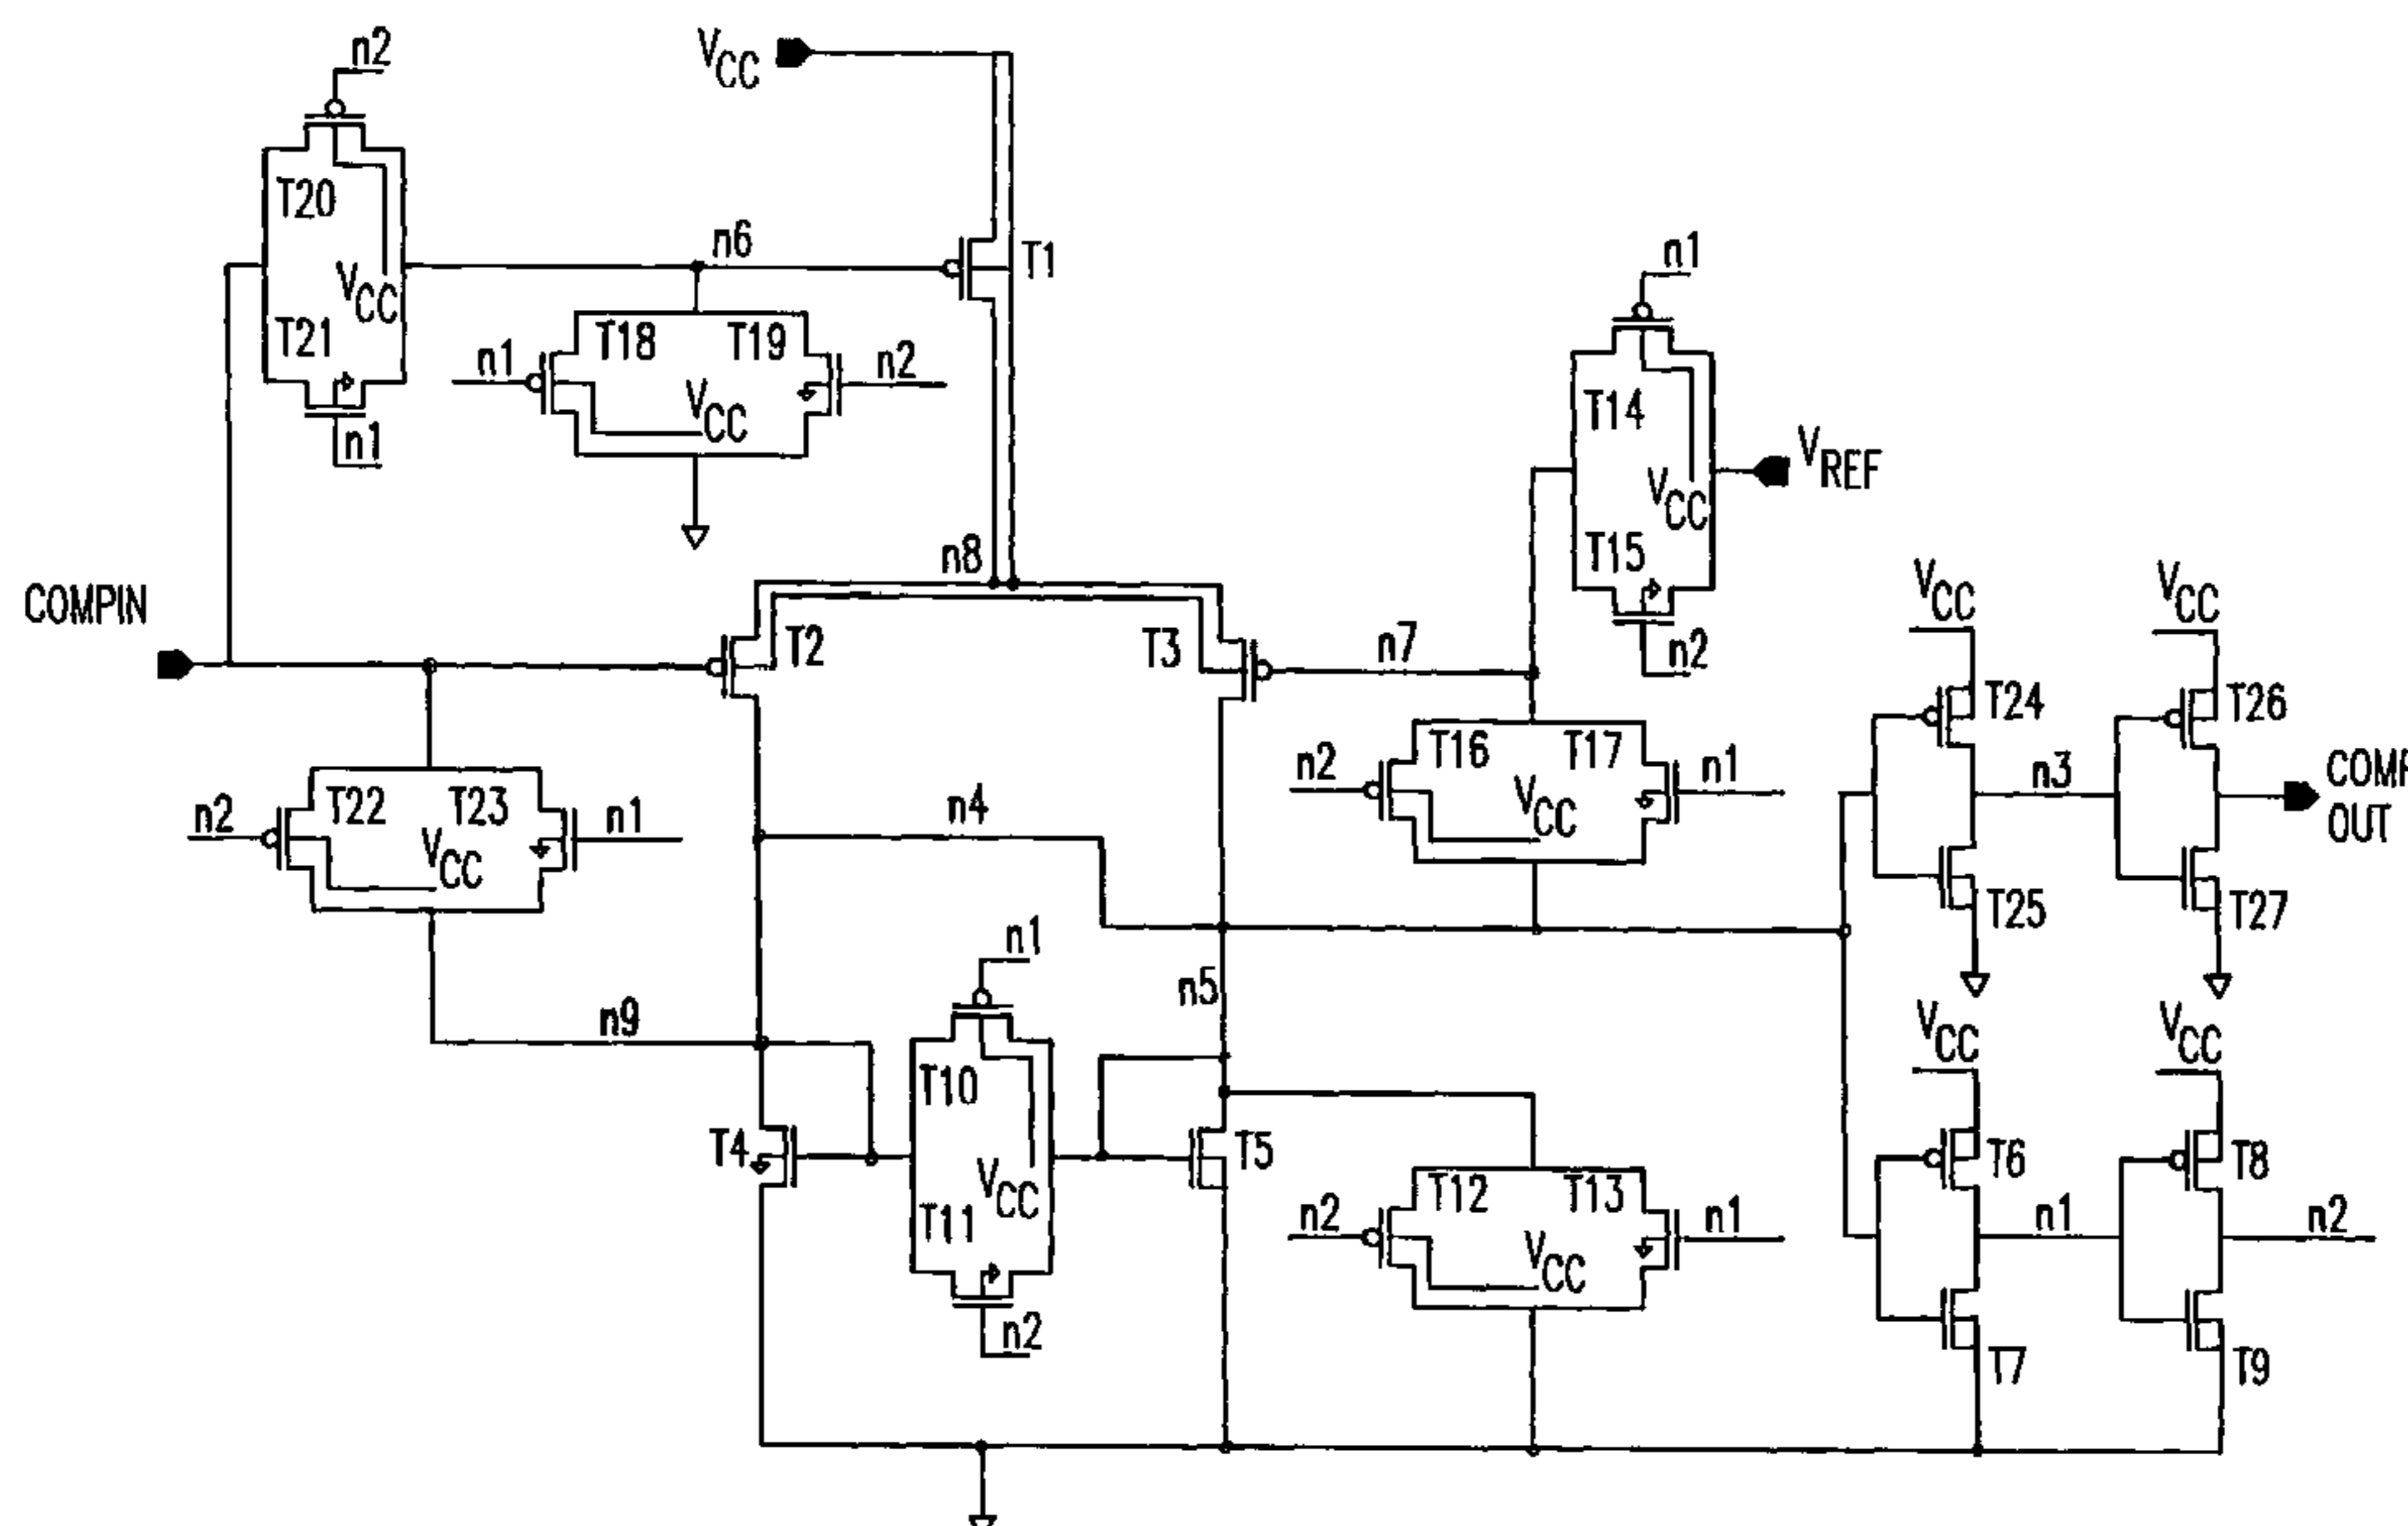 n2
VCC
T20
n6
T1
n1
VCC
T21
T18
T19
n1
n2
VCC
n1
T14
VREF
VCC
T15
n8
VCC
VCC
COMPIN
T2
T3
n7
n2
T24
T26
T16
T17
n2
n1
VCC
n3
COMP
OUT
T22
T23
n2
n1
VCC
n4
T25
T27
n1
n5
n9
VCC
VCC
T10
T4
T5
T6
T8
VCC
T12
T13
n2
n1
n1
n2
T11
VCC
n2
T7
T9